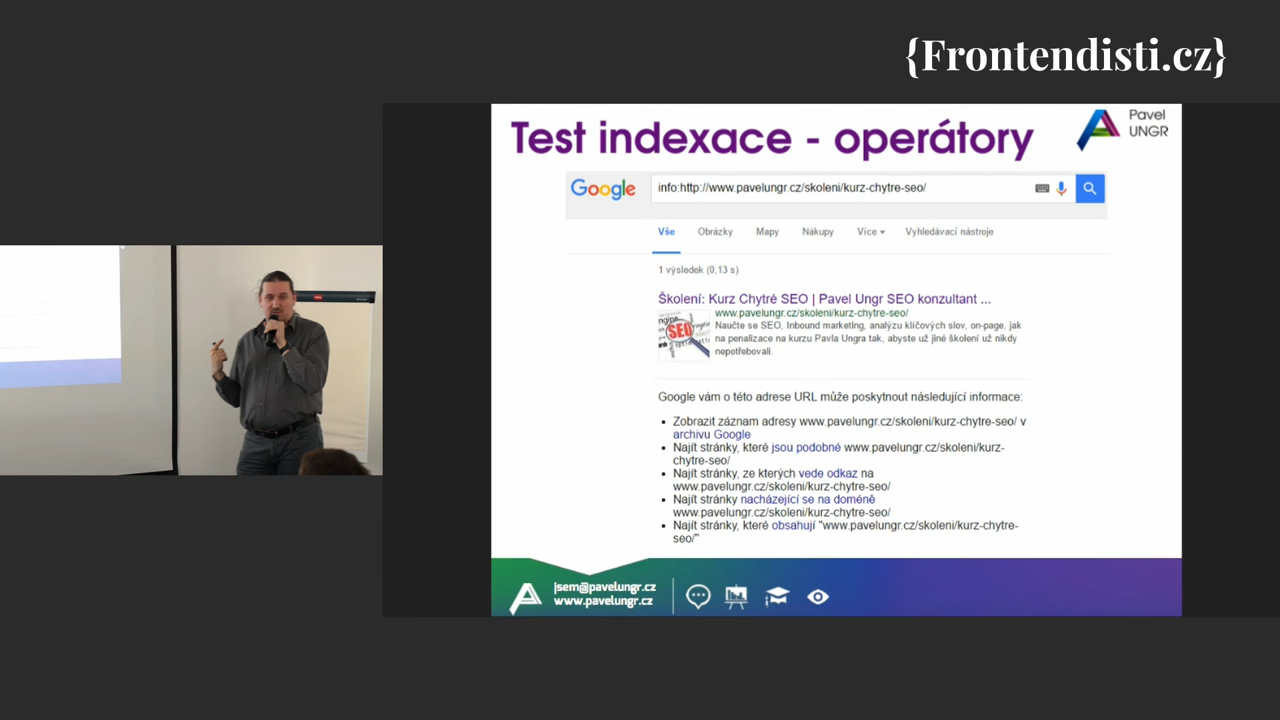 {Frontendisti.cz}
Test indexace - operátory
Pavel
UNGR
Google
info:http://www.pavelungr.cz/skoleni/kurz-chytre-seo/
Vše Obrázky Mapy Nákupy Více Vyhledávací nástroje
1 výsledek (0,13 s)
Školení: Kurz Chytré SEO | Pavel Ungr SEO konzultant ...
www.pavelungr.cz/skoleni/kurz-chytre-seo/
SEO
Naučte se SEO, Inbound marketing, analýzu klíčových slov, on-page, jak
na penalizace na kurzu Pavla Ungra tak, abyste už jiné školení už nikdy
nepotřebovali.
Google vám o této adrese URL může poskytnout následující informace:
• Zobrazit záznam adresy www.pavelungr.cz/skoleni/kurz-chytre-seo/ v
archivu Google
• Najít stránky, které jsou podobné www.pavelungr.cz/skoleni/kurz-
chytre-seo/
• Najít stránky, ze kterých vede odkaz na
www.pavelungr.cz/skoleni/kurz-chytre-seo/
• Najít stránky nacházející se na doméně
www.pavelungr.cz/skoleni/kurz-chytre-seo/
• Najít stránky, které obsahují "www.pavelungr.cz/skoleni/kurz-chytre-
seo/"
jsem@pavelungr.cz
www.pavelungr.cz